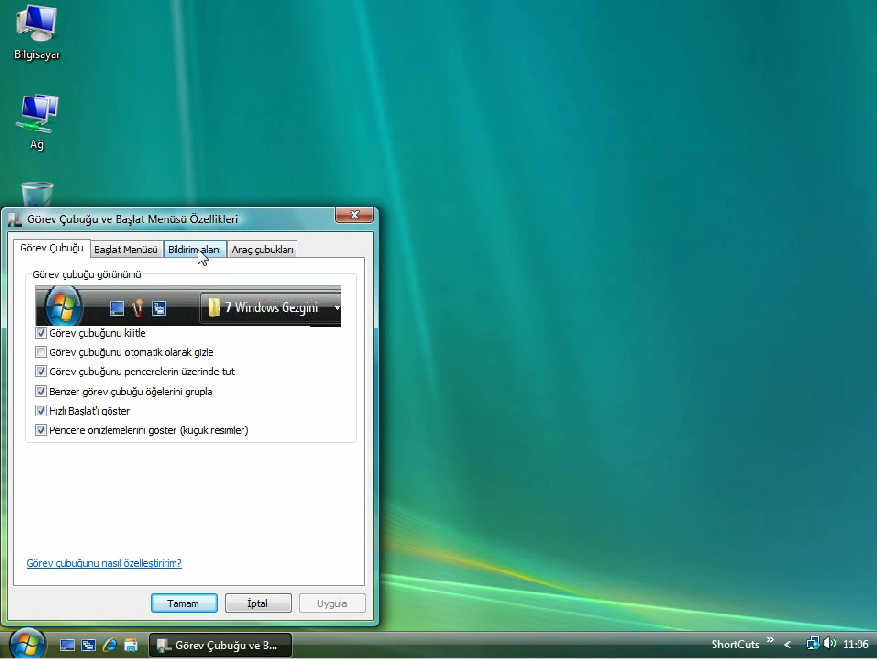 Bilgisayar
Ağ
Görev Çubuğu ve Başlat Menüsü Özellikleri
Görev Çubuğu
Başlat Menüsü
Bildirim alanı
Araç çubukları
Görev çubuğu görünümü
7 Windows Gezgini
Görev çubuğunu kilitle
Görev çubuğunu otomatik olarak gizle
Görev çubuğunu pencerelerin üzerinde tut
Benzer görev çubuğu öğelerini grupla
Hızlı Başlat'ı göster
Pencere önizlemelerini göster (küçük resimler)
Görev çubuğunu nasıl özelleştiririm?
Tamam
İptal
Uygula
Görev Çubuğu ve B...
ShortCuts
11:06